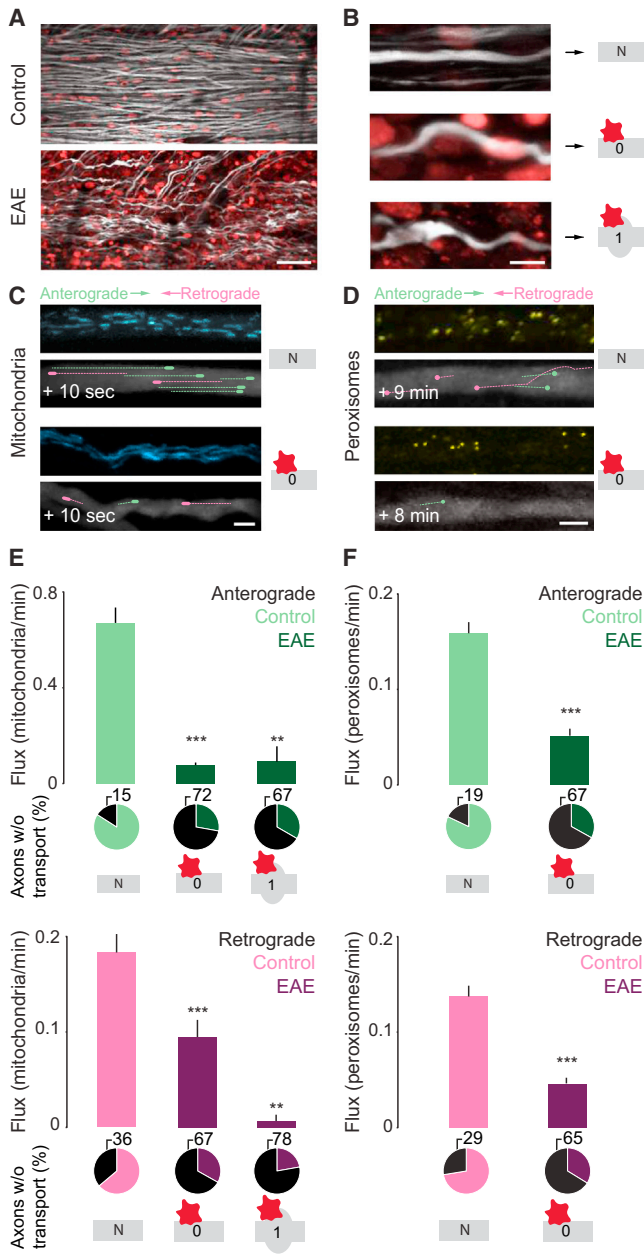 A
Control
EAE
B
N
0
1
C
Anterograde
Retrograde
Mitochondria
+ 10 sec
N
+ 10 sec
0
D
Anterograde
Retrograde
Peroxisomes
+ 9 min
N
+ 8 min
0
E
Flux (mitochondria/min)
0.8
0.4
0
Anterograde
Control
EAE
***
**
Axons w/o
transport (%)
15
72
67
N
0
1
Flux (mitochondria/min)
0.2
0.1
0
Retrograde
Control
EAE
***
**
Axons w/o
transport (%)
36
67
78
N
0
1
F
Flux (peroxisomes/min)
0.2
0.1
0
Anterograde
Control
EAE
***
19
67
N
0
Flux (peroxisomes/min)
0.2
0.1
0
Retrograde
Control
EAE
***
29
65
N
0